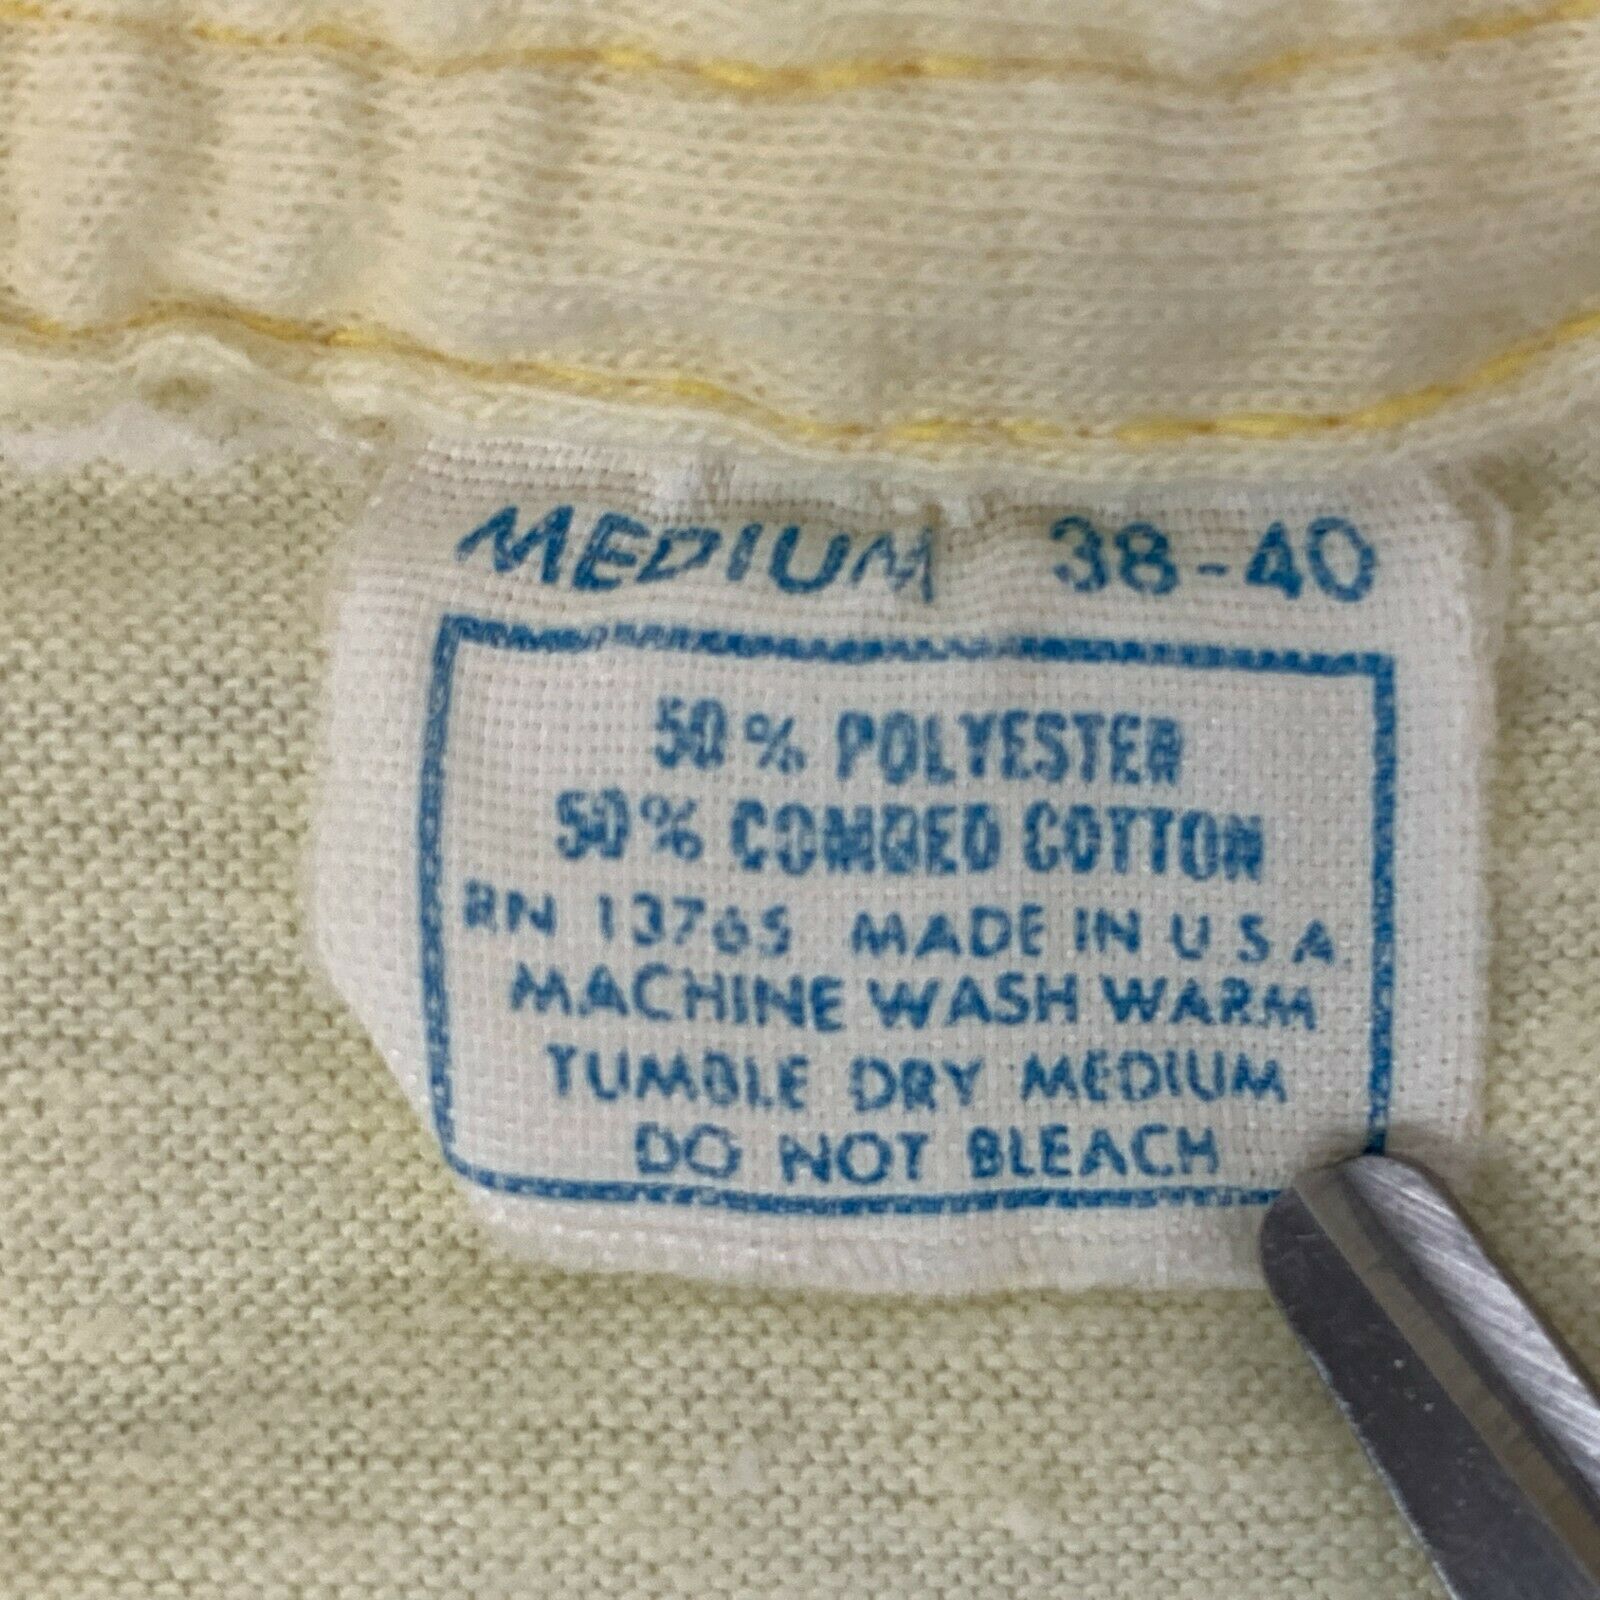 MEDIUM 38-40
50% POLYESTER
50% COMBED COTTON
RN 13765 MADE IN U S A
MACHINE WASH WARM
TUMBLE DRY MEDIUM
DO NOT BLEACH